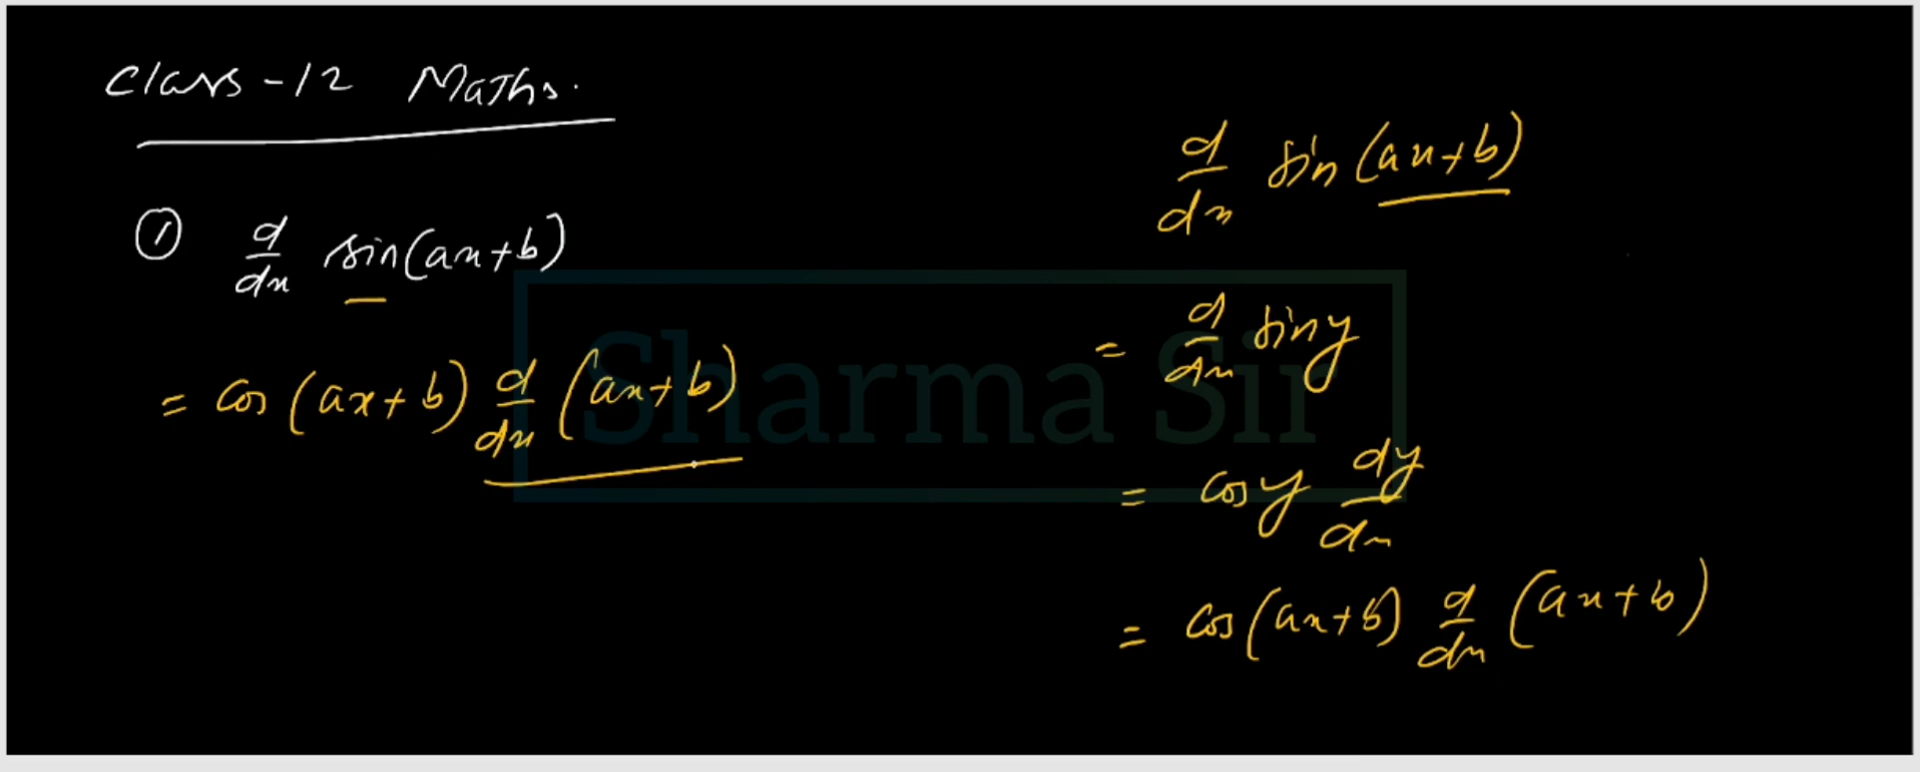 Class-12 Maths.
① d/dx sin(ax+b)
= cos (ax+b) d/dx (ax+b)
d/dx sin (ax+b)
= d/dx sin y
= cos y dy/dx
= cos (ax+b) d/dx (ax+b)
Sharma Sir